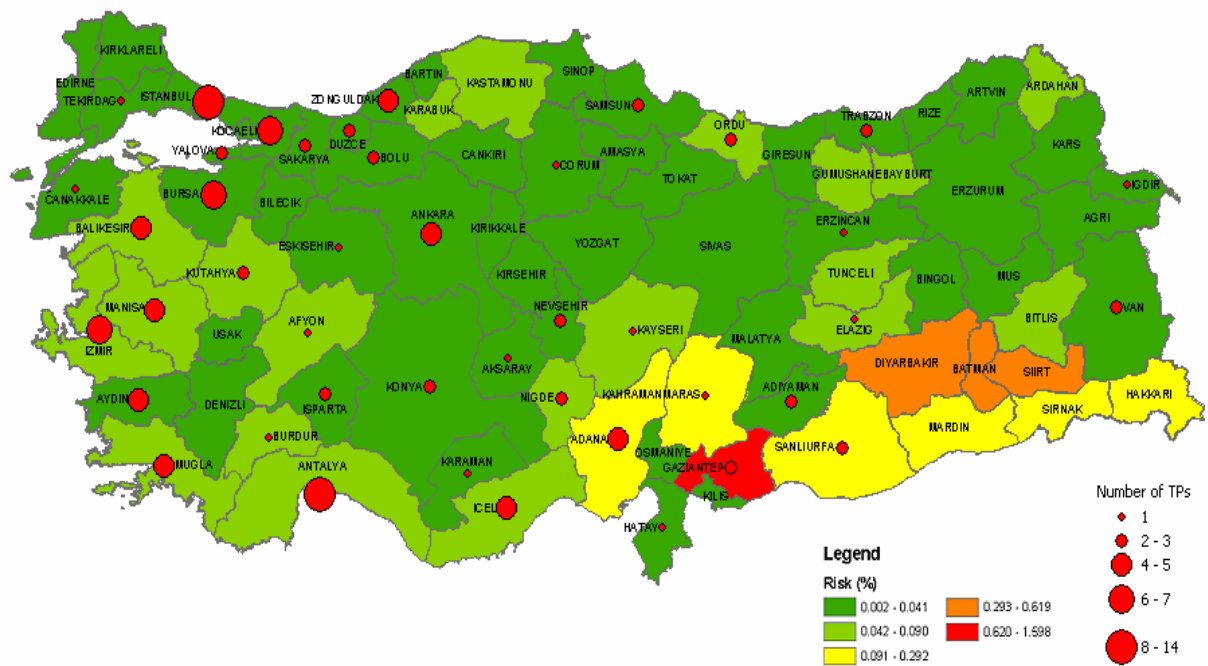 KIRKLARELI
EDIRNE
TEKIRDAG
ISTANBUL
KOCAELI
YALOVA
SAKARYA
DUZCE
BOLU
ZONGULDAK
BARTIN
KARABUK
KASTAMONU
SINOP
SAMSUN
CANKIRI
CORUM
AMASYA
TOKAT
ORDU
GIRESUN
TRABZON
RIZE
ARTVIN
ARDAHAN
KARS
GUMUSHANE
BAYBURT
ERZURUM
IGDIR
AGRI
CANAKKALE
BURSA
BILECIK
BALIKESIR
ESKISEHIR
ANKARA
KIRIKKALE
YOZGAT
SIVAS
ERZINCAN
KUTAHYA
KIRSEHIR
TUNCELI
BINGOL
MUS
BITLIS
VAN
MANISA
IZMIR
USAK
AFYON
NEVSEHIR
KAYSERI
MALATYA
ELAZIG
AKSARAY
KONYA
DIYARBAKIR
BATMAN
SIIRT
AYDIN
DENIZLI
ISPARTA
NIGDE
KAHRAMANMARAS
ADIYAMAN
HAKKARI
SIRNAK
MARDIN
BURDUR
ADANA
OSMANIYE
GAZIANTEP
SANLIURFA
MUGLA
ANTALYA
KARAMAN
ICEL
KILIS
HATAY
Number of TPs
1
2 - 3
4 - 5
6 - 7
8 - 14
Legend
Risk (%)
0.002 - 0.041
0.042 - 0.090
0.091 - 0.292
0.293 - 0.619
0.620 - 1.598